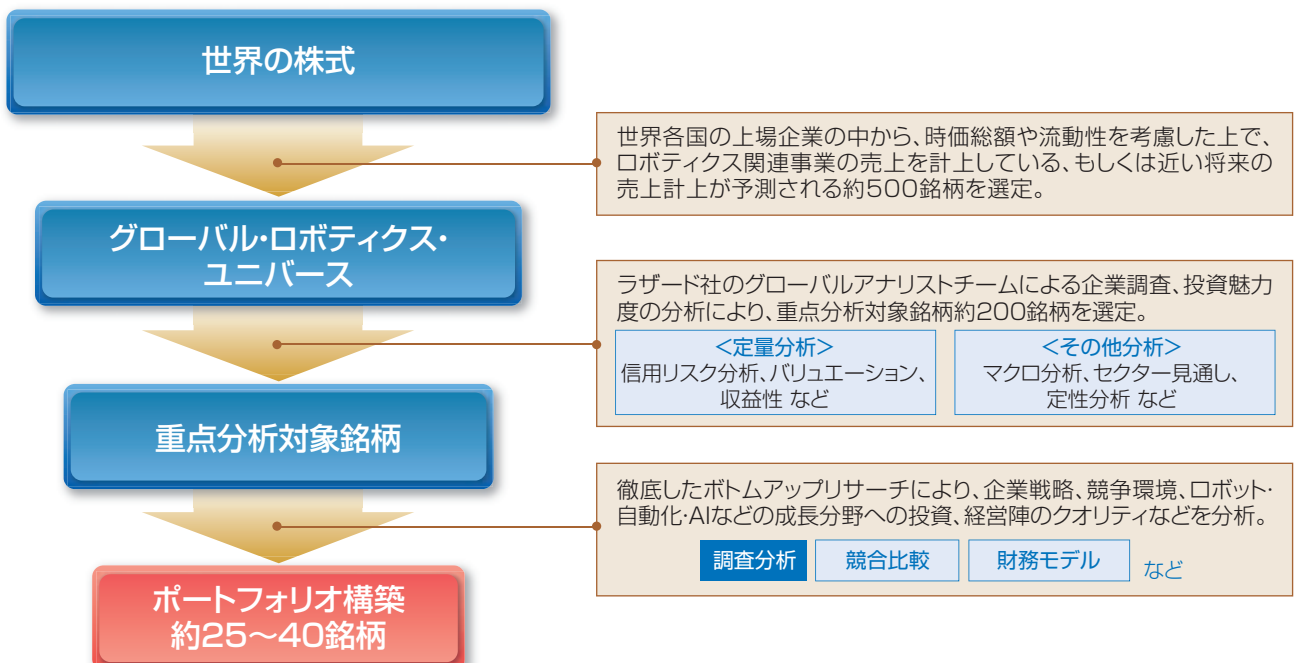 世界の株式
世界各国の上場企業の中から、時価総額や流動性を考慮した上で、
ロボティクス関連事業の売上を計上している、もしくは近い将来の
売上計上が予測される約500銘柄を選定。
グローバル・ロボティクス・
ユニバース
ラザード社のグローバルアナリストチームによる企業調査、投資魅力
度の分析により、重点分析対象銘柄約200銘柄を選定。
<定量分析>
信用リスク分析、バリュエーション、
収益性 など
<その他分析>
マクロ分析、セクター見通し、
定性分析 など
重点分析対象銘柄
徹底したボトムアップリサーチにより、企業戦略、競争環境、ロボット・
自動化・AIなどの成長分野への投資、経営陣のクオリティなどを分析。
調査分析 競合比較 財務モデル など
ポートフォリオ構築
約25〜40銘柄